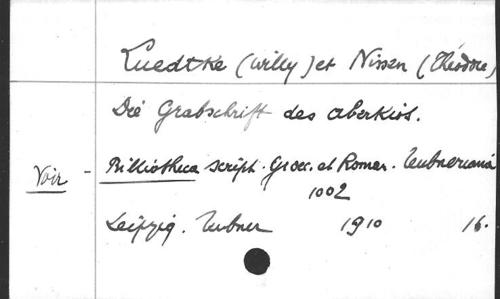 Luedtke (Willy) et Nissen (Théodore)
Die Grabschrift des Aberkios.
Voir - Bibliotheca script. Graec. et Roman. Teubneriana
1002
Leipzig. Teubner 1910 16.